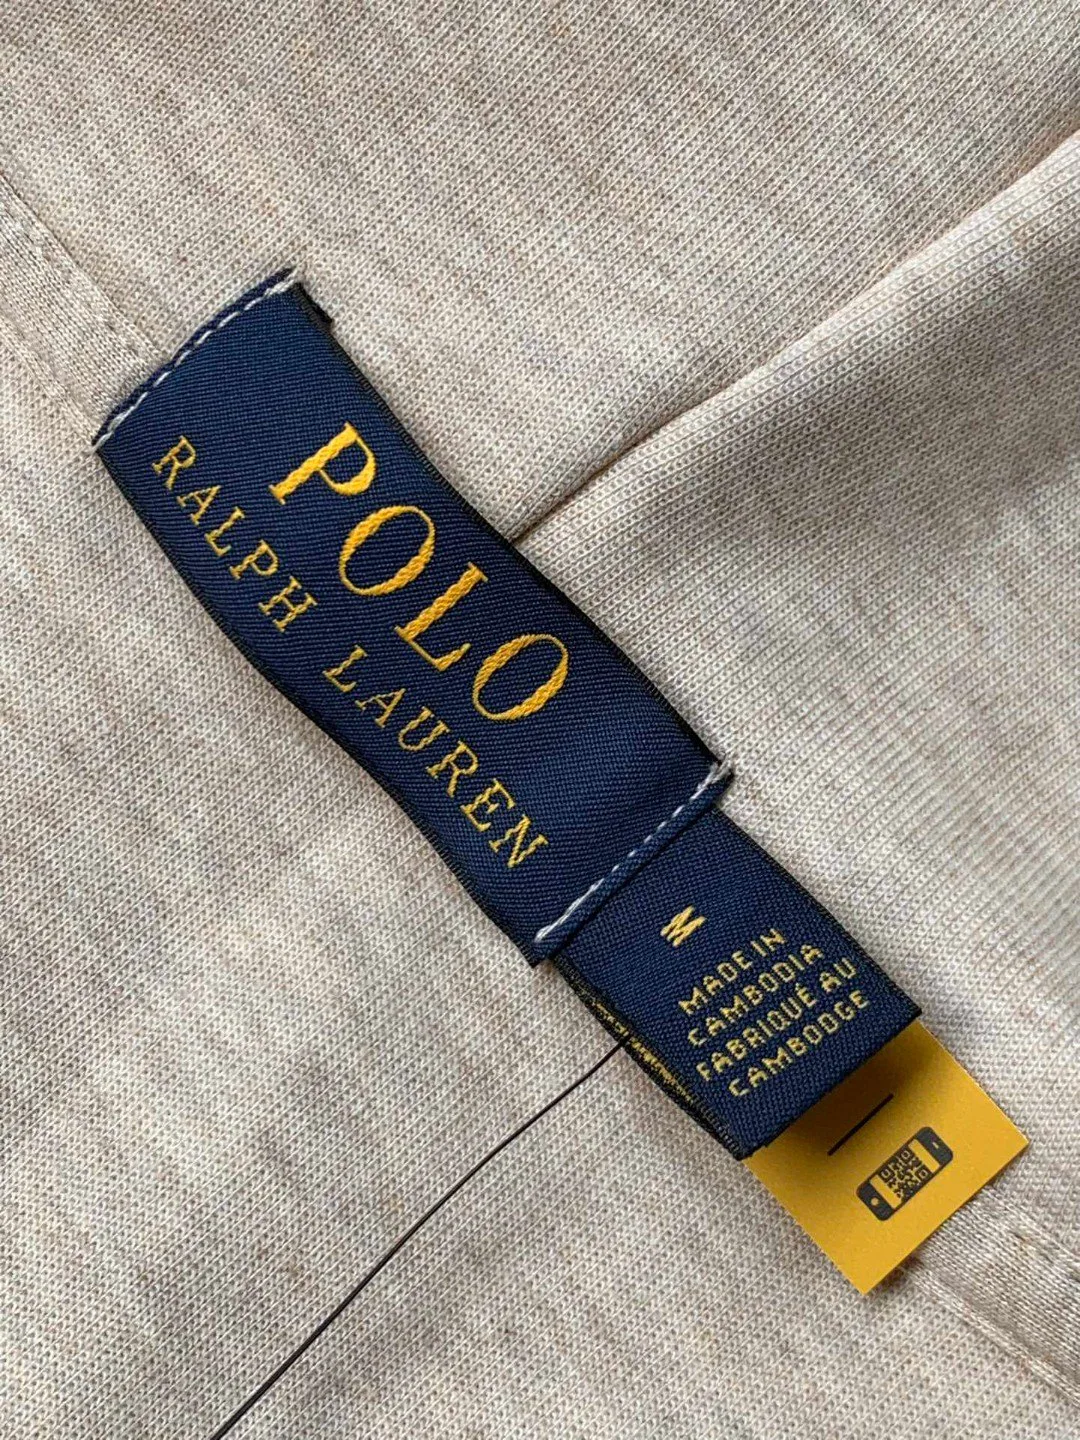 POLO
RALPH LAUREN
M
MADE IN
CAMBODIA
FABRIQUÉ AU
CAMBODGE